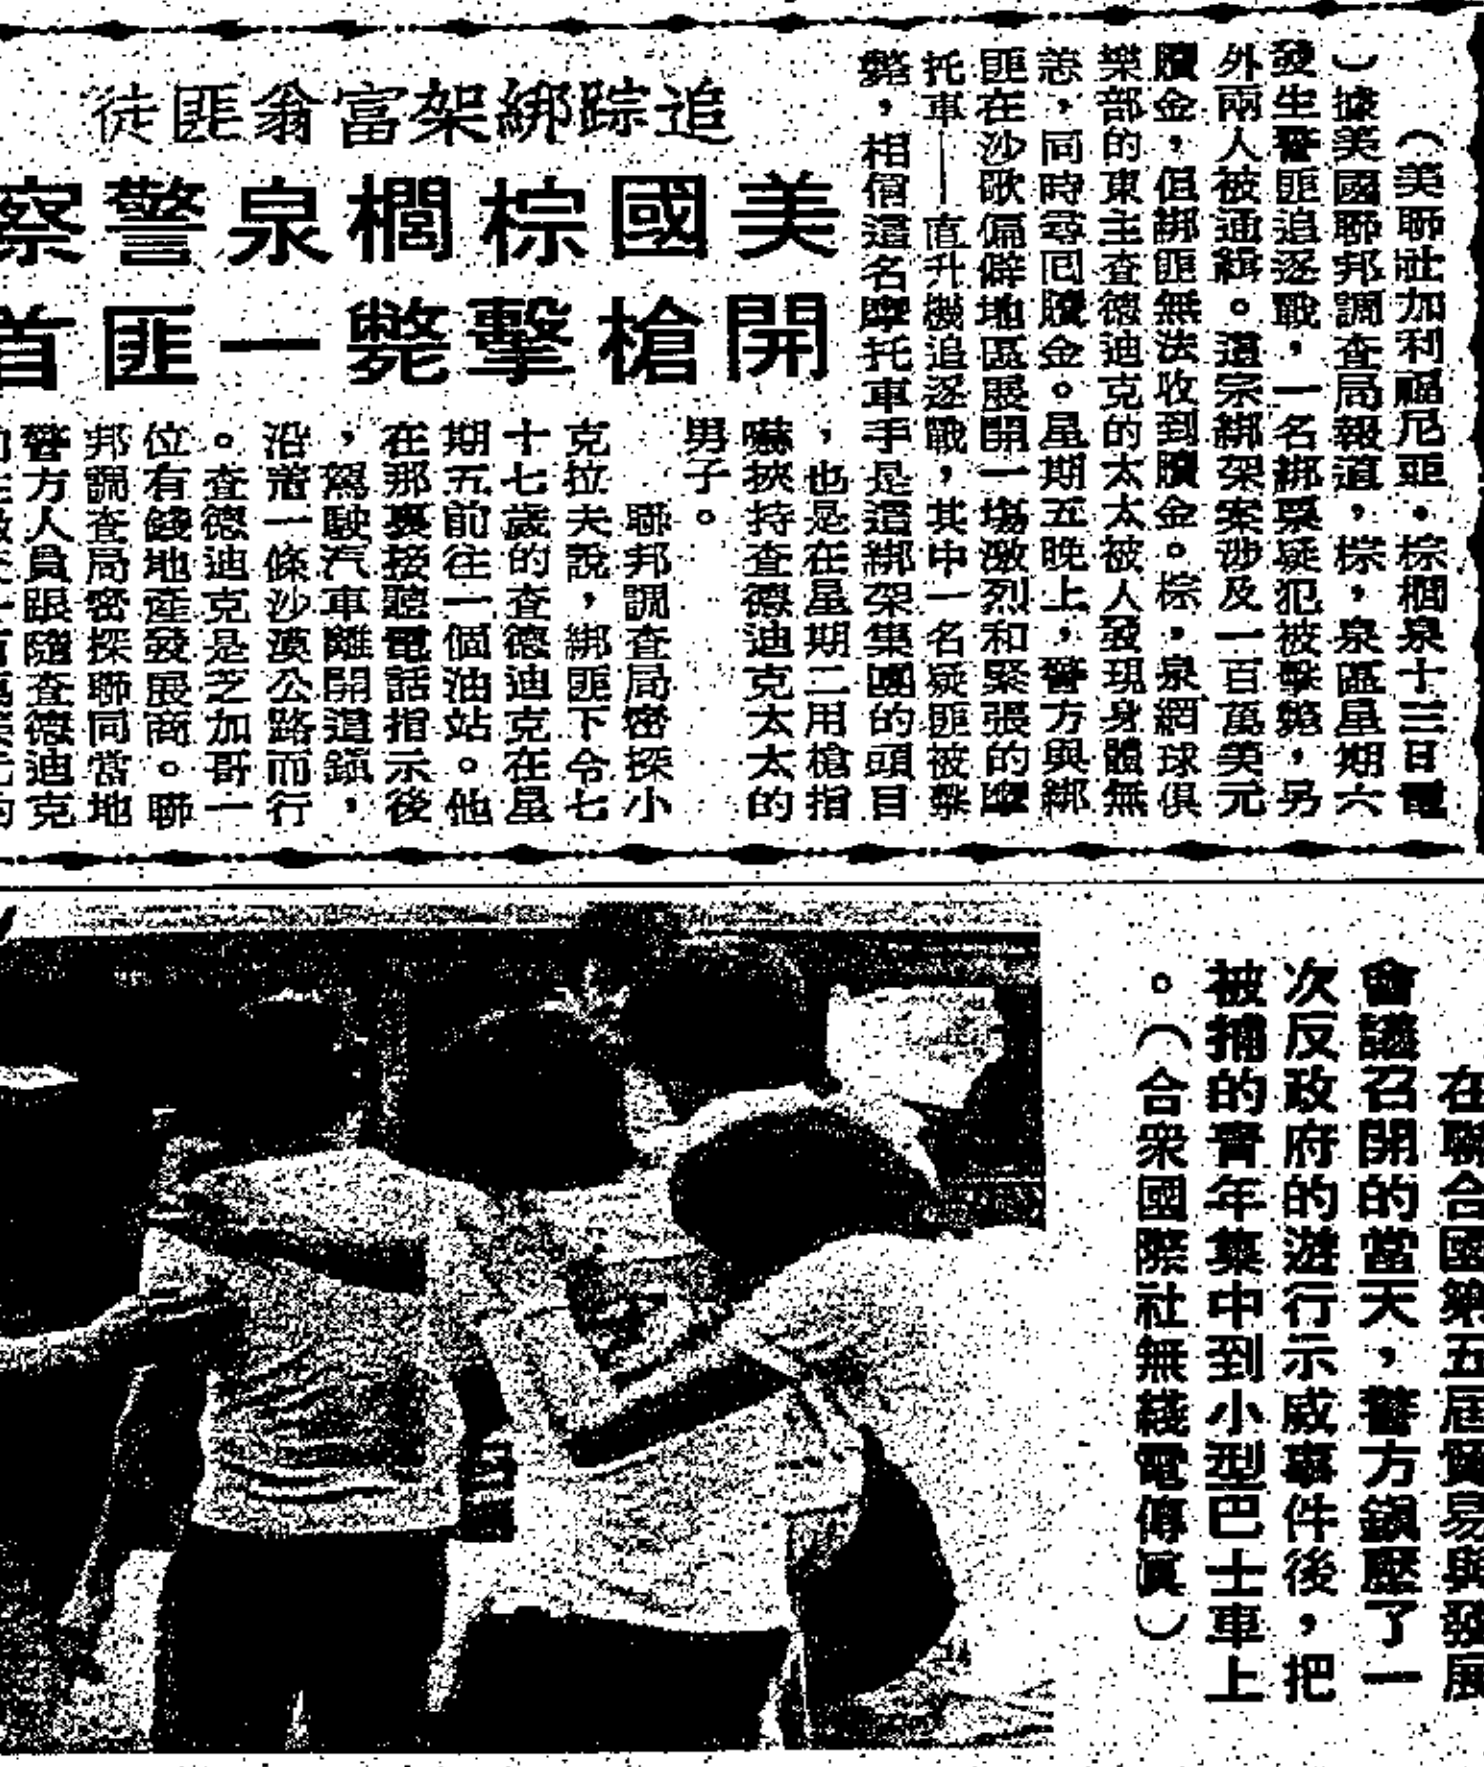 追踪綁架富翁匪徒
美國棕櫚泉警察
開槍擊斃一匪首
（美聯社加利福尼亞·棕櫚泉十三日電
）據美國聯邦調查局報道，棕，泉區星期六
發生警匪追逐戰，一名綁票疑犯被擊斃，另
外兩人被通緝。這宗綁架案涉及一百萬美元
贖金，但綁匪無法收到贖金。棕，泉網球俱
樂部的東主查德迪克的太太被人發現身體無
恙，同時尋囘贖金。星期五晚上，警方與綁
匪在沙歌偏僻地區展開一場激烈和緊張的摩
托車——直升機追逐戰，其中一名疑匪被擊
斃，相信這名摩托車手是這綁架集團的頭目
，也是在星期二用槍指
嚇挾持查德迪克太太的
男子。
聯邦調查局密探小
克拉夫說，綁匪下令七
十七歲的查德迪克在星
期五前往一個油站。他
在那裏接聽電話指示後
，駕駛汽車離開這鎮，
沿着一條沙漠公路而行
。查德迪克是芝加哥一
位有錢地產發展商。聯
邦調查局密探聯同當地
警方人員跟隨查德迪克
在聯合國第五屆貿易與發展
會議召開的當天，警方鎮壓了一
次反政府的遊行示威事件後，把
被捕的青年集中到小型巴士車上
。（合衆國際社無綫電傳眞）